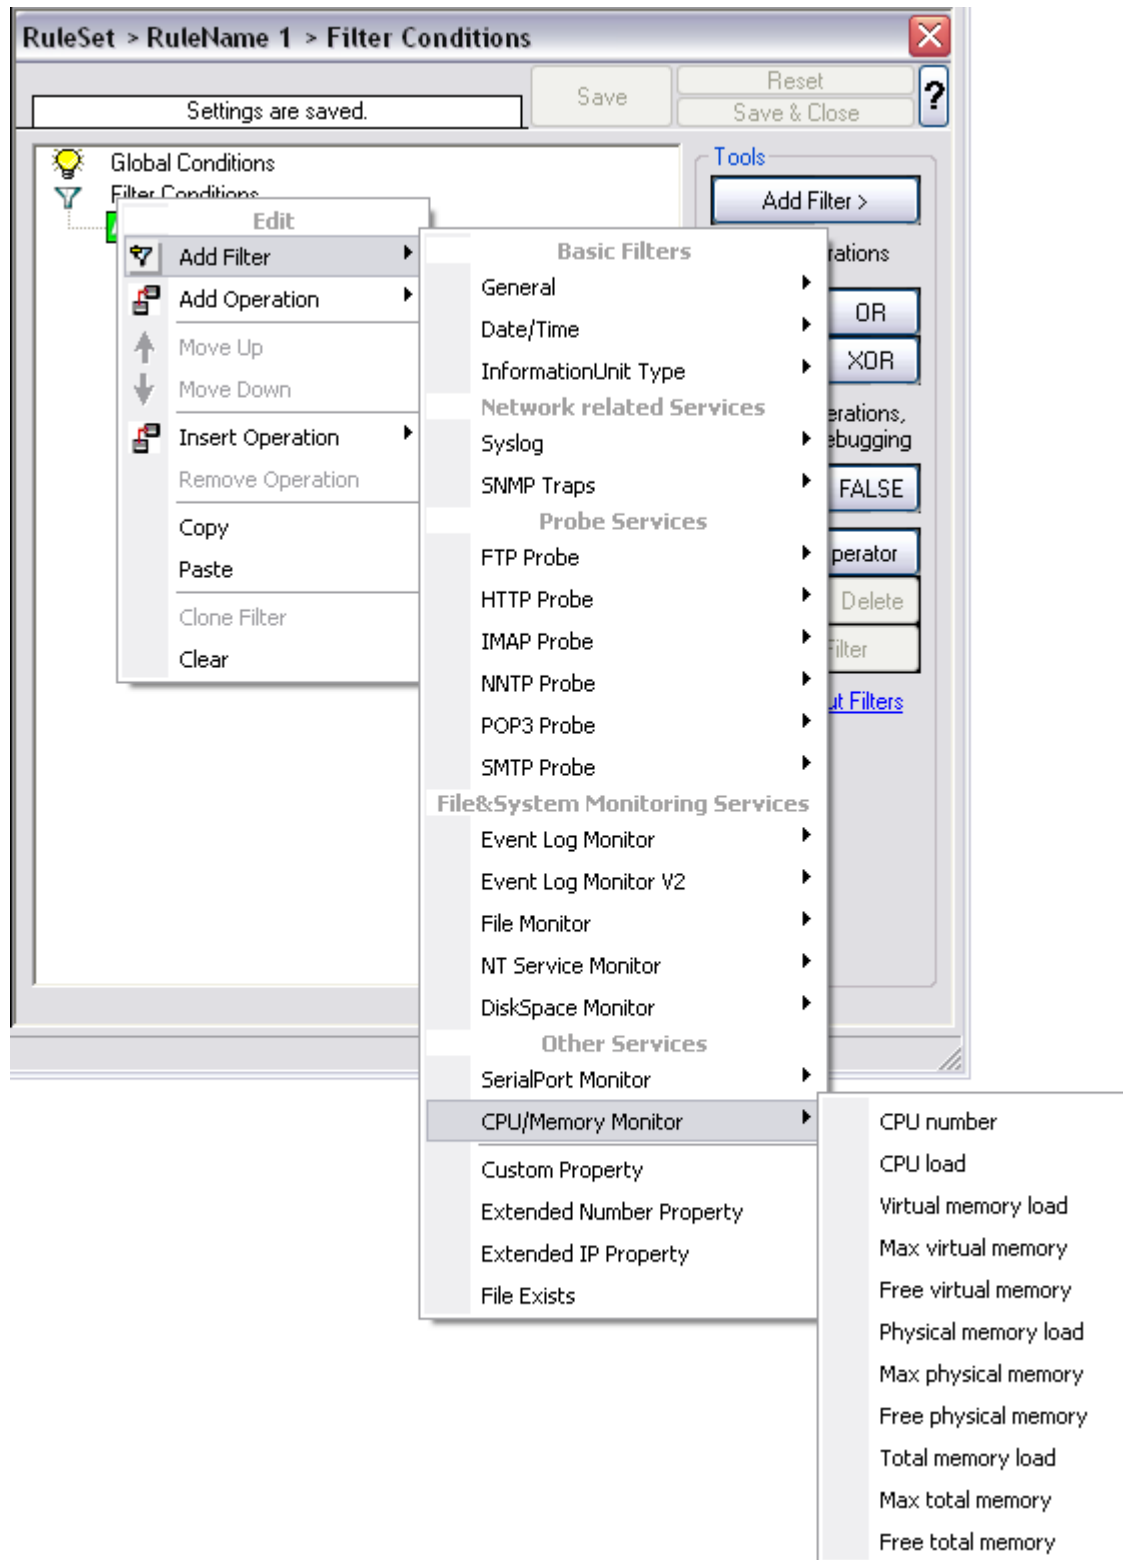 RuleSet > RuleName 1 > Filter Conditions
Settings are saved.
Save
Reset
Save & Close
?
Global Conditions
Filter Conditions
Tools
Add Filter >
OR
XOR
FALSE
Delete
Filters
Edit
Add Filter
Add Operation
Move Up
Move Down
Insert Operation
Remove Operation
Copy
Paste
Clone Filter
Clear
Basic Filters
General
Date/Time
InformationUnit Type
Network related Services
Syslog
SNMP Traps
Probe Services
FTP Probe
HTTP Probe
IMAP Probe
NNTP Probe
POP3 Probe
SMTP Probe
File&System Monitoring Services
Event Log Monitor
Event Log Monitor V2
File Monitor
NT Service Monitor
DiskSpace Monitor
Other Services
SerialPort Monitor
CPU/Memory Monitor
Custom Property
Extended Number Property
Extended IP Property
File Exists
CPU number
CPU load
Virtual memory load
Max virtual memory
Free virtual memory
Physical memory load
Max physical memory
Free physical memory
Total memory load
Max total memory
Free total memory